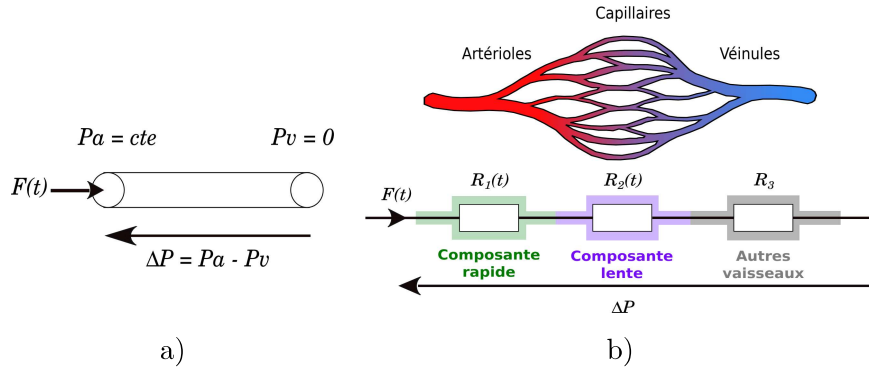 Pa = cte
Pv = 0
F(t)
ΔP = Pa - Pv
a)
Capillaires
Artérioles
Véinules
F(t)
R₁(t)
R₂(t)
R₃
Composante
rapide
Composante
lente
Autres
vaisseaux
ΔP
b)